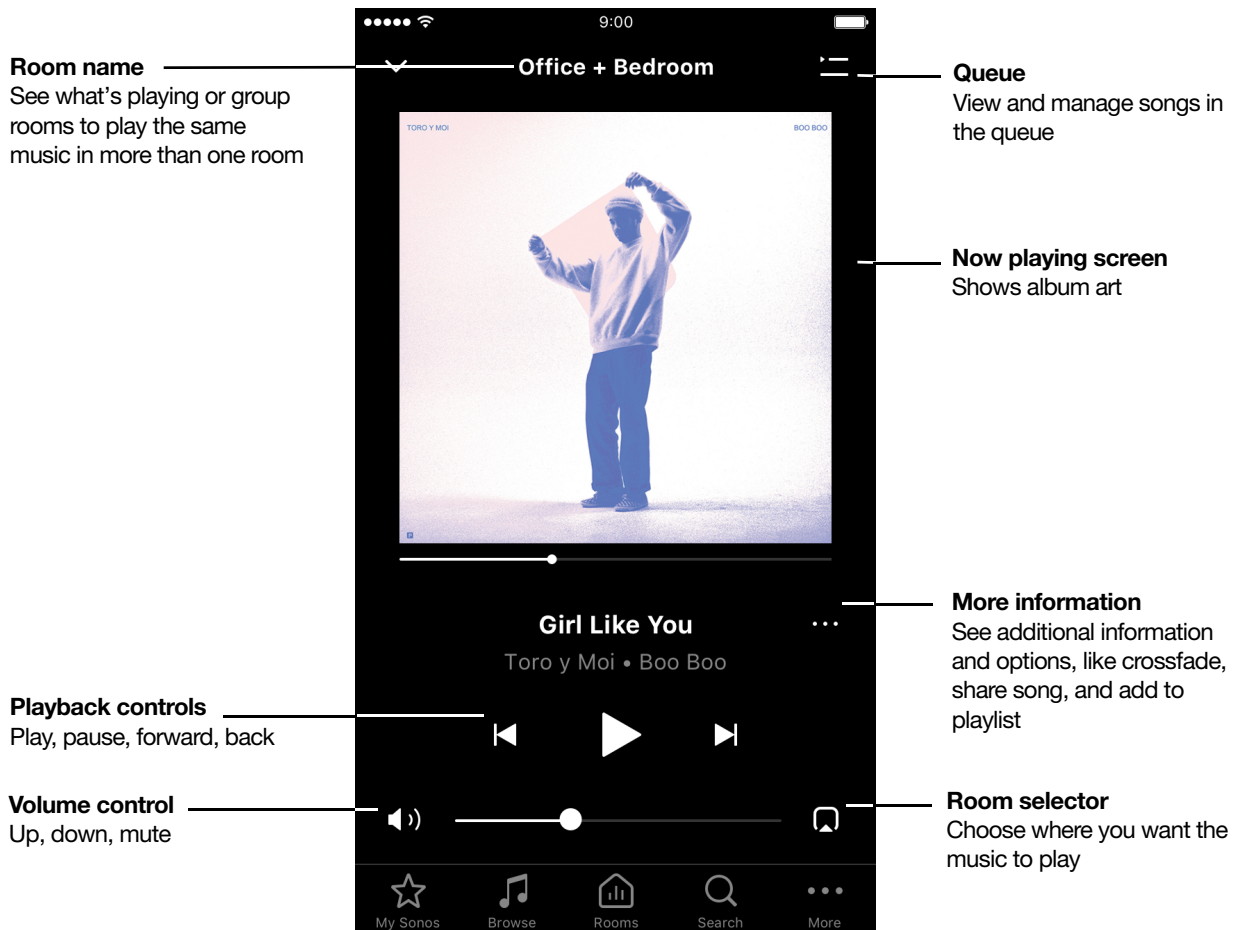 9:00
Room name
See what's playing or group
rooms to play the same
music in more than one room
Office + Bedroom
Queue
View and manage songs in
the queue
TORO Y MOI
BOO BOO
Now playing screen
Shows album art
Girl Like You
Toro y Moi • Boo Boo
More information
See additional information
and options, like crossfade,
share song, and add to
playlist
Playback controls
Play, pause, forward, back
Volume control
Up, down, mute
Room selector
Choose where you want the
music to play
My Sonos
Browse
Rooms
Search
More